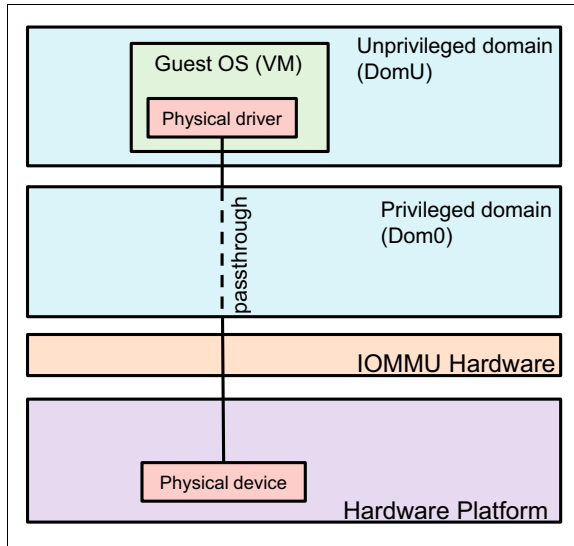 Unprivileged domain
(DomU)
Guest OS (VM)
Physical driver
Privileged domain
(Dom0)
passthrough
IOMMU Hardware
Physical device
Hardware Platform